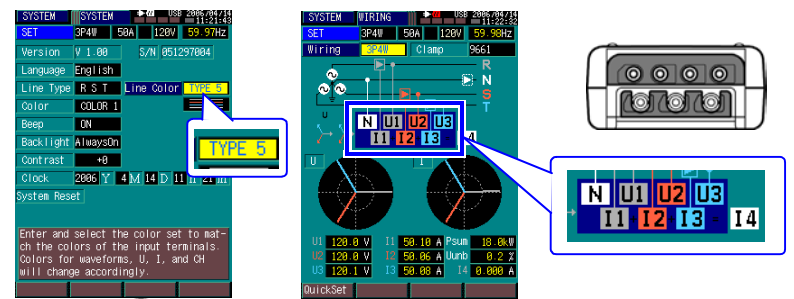 SYSTEM SYSTEM USB 2006/04/14
11:21:43
SET 3P4W 50A 120V 59.97Hz
Version V 1.00 S/N 051297004
Language English
Line Type R S T Line Color TYPE 5
Color COLOR 1
Beep ON
Backlight AlwaysOn
Contrast +0
Clock 2006 Y 4 M 14 D 11 h 21 m
System Reset
Enter and select the color set to mat-
ch the colors of the input terminals.
Colors for waveforms, U, I, and CH
will change accordingly.
TYPE 5
SYSTEM WIRING USB 2006/04/14
11:22:32
SET 3P4W 50A 120V 59.98Hz
Wiring 3P4W Clamp 9661
R
N
S
T
U
N U1 U2 U3
I1 I2 I3 4
U I
U1 120.0 V I1 50.10 A Psum 18.0kW
U2 120.0 V I2 50.06 A Uunb 0.2 %
U3 120.1 V I3 50.08 A I4 0.000 A
QuickSet
N U1 U2 U3
I1 I2 I3 I4